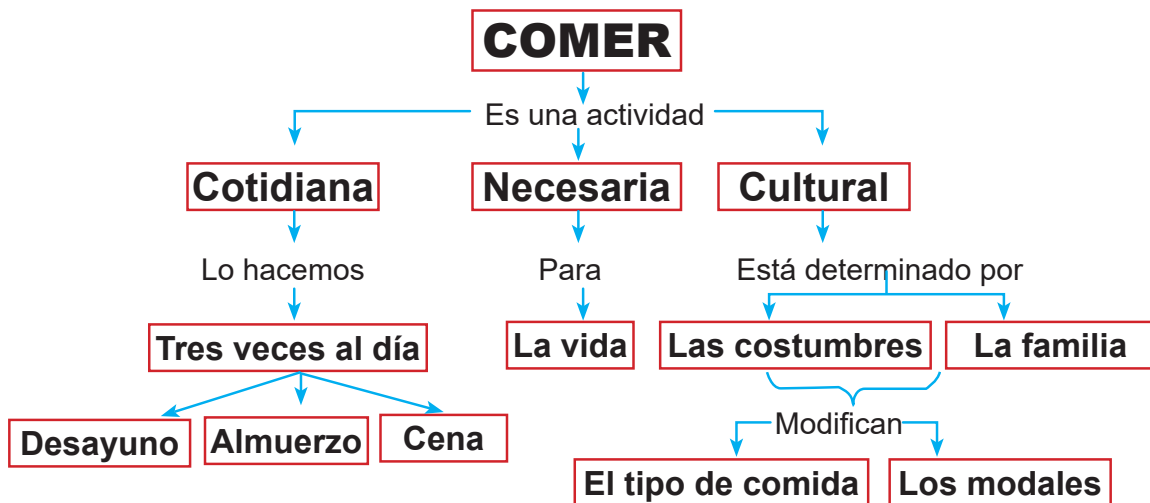 COMER
Es una actividad
Cotidiana
Necesaria
Cultural
Lo hacemos
Para
Está determinado por
Tres veces al día
La vida
Las costumbres
La familia
Desayuno
Almuerzo
Cena
Modifican
El tipo de comida
Los modales